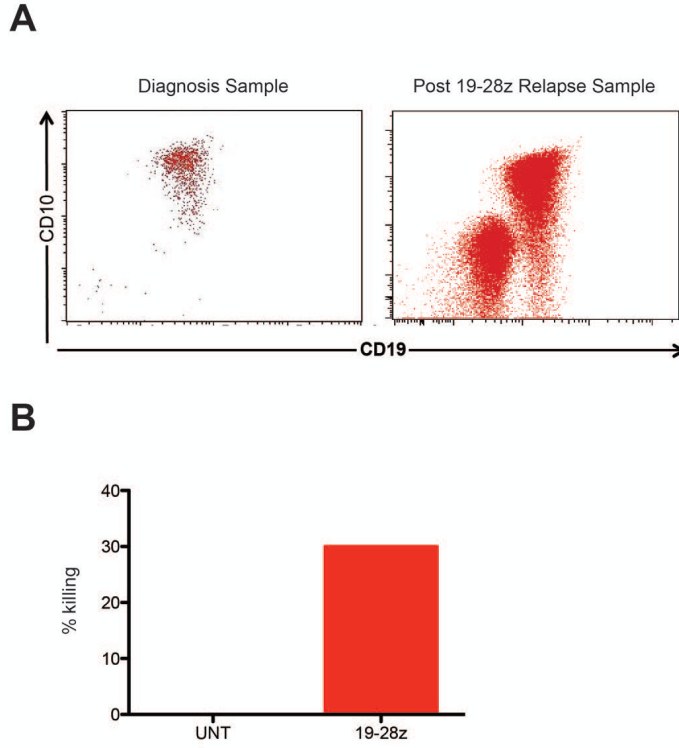 A
Diagnosis Sample
Post 19-28z Relapse Sample
CD10
CD19
B
% killing
40
30
20
10
0
UNT
19-28z